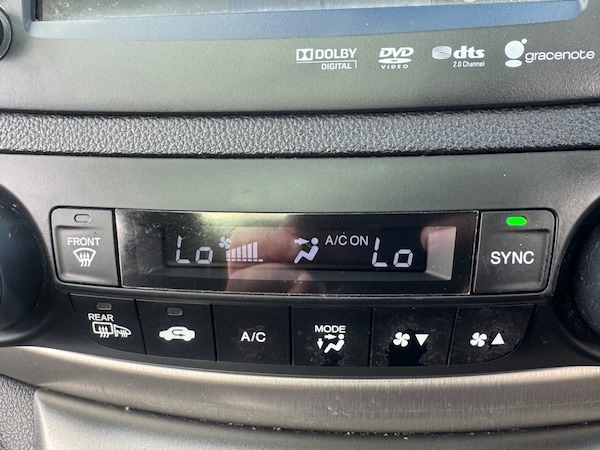 DOLBY
DIGITAL
DVD
VIDEO
dts
2.0 Channel
gracenote
FRONT
Lo
A/C ON
Lo
SYNC
REAR
A/C
MODE